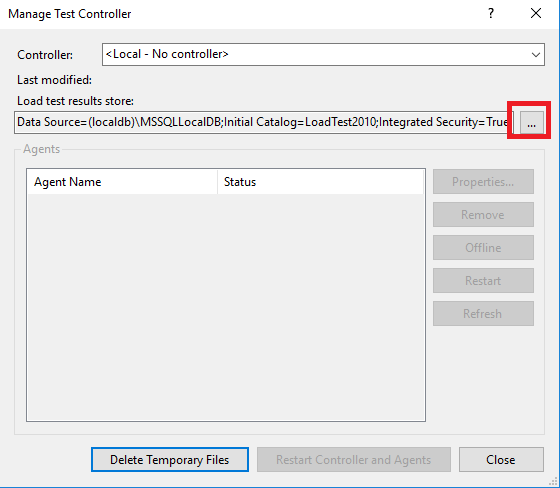 Manage Test Controller ? ×
Controller: <Local - No controller>
Last modified:
Load test results store:
Data Source=(localdb)\MSSQLLocalDB;Initial Catalog=LoadTest2010;Integrated Security=True ...
Agents
Agent Name Status
Properties...
Remove
Offline
Restart
Refresh
Delete Temporary Files Restart Controller and Agents Close